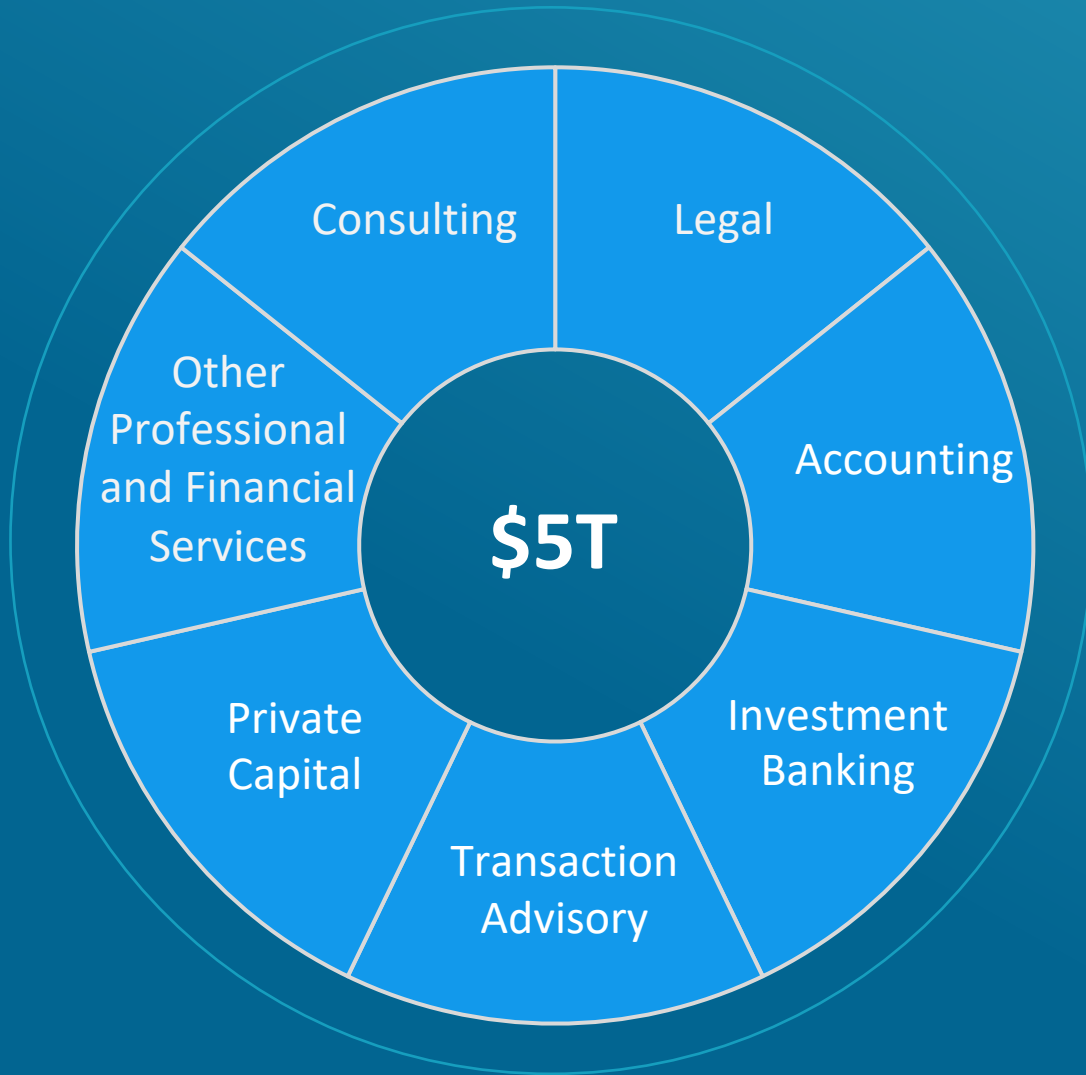 Consulting
Legal
Other
Professional
and Financial
Services
Accounting
$5T
Private
Capital
Investment
Banking
Transaction
Advisory